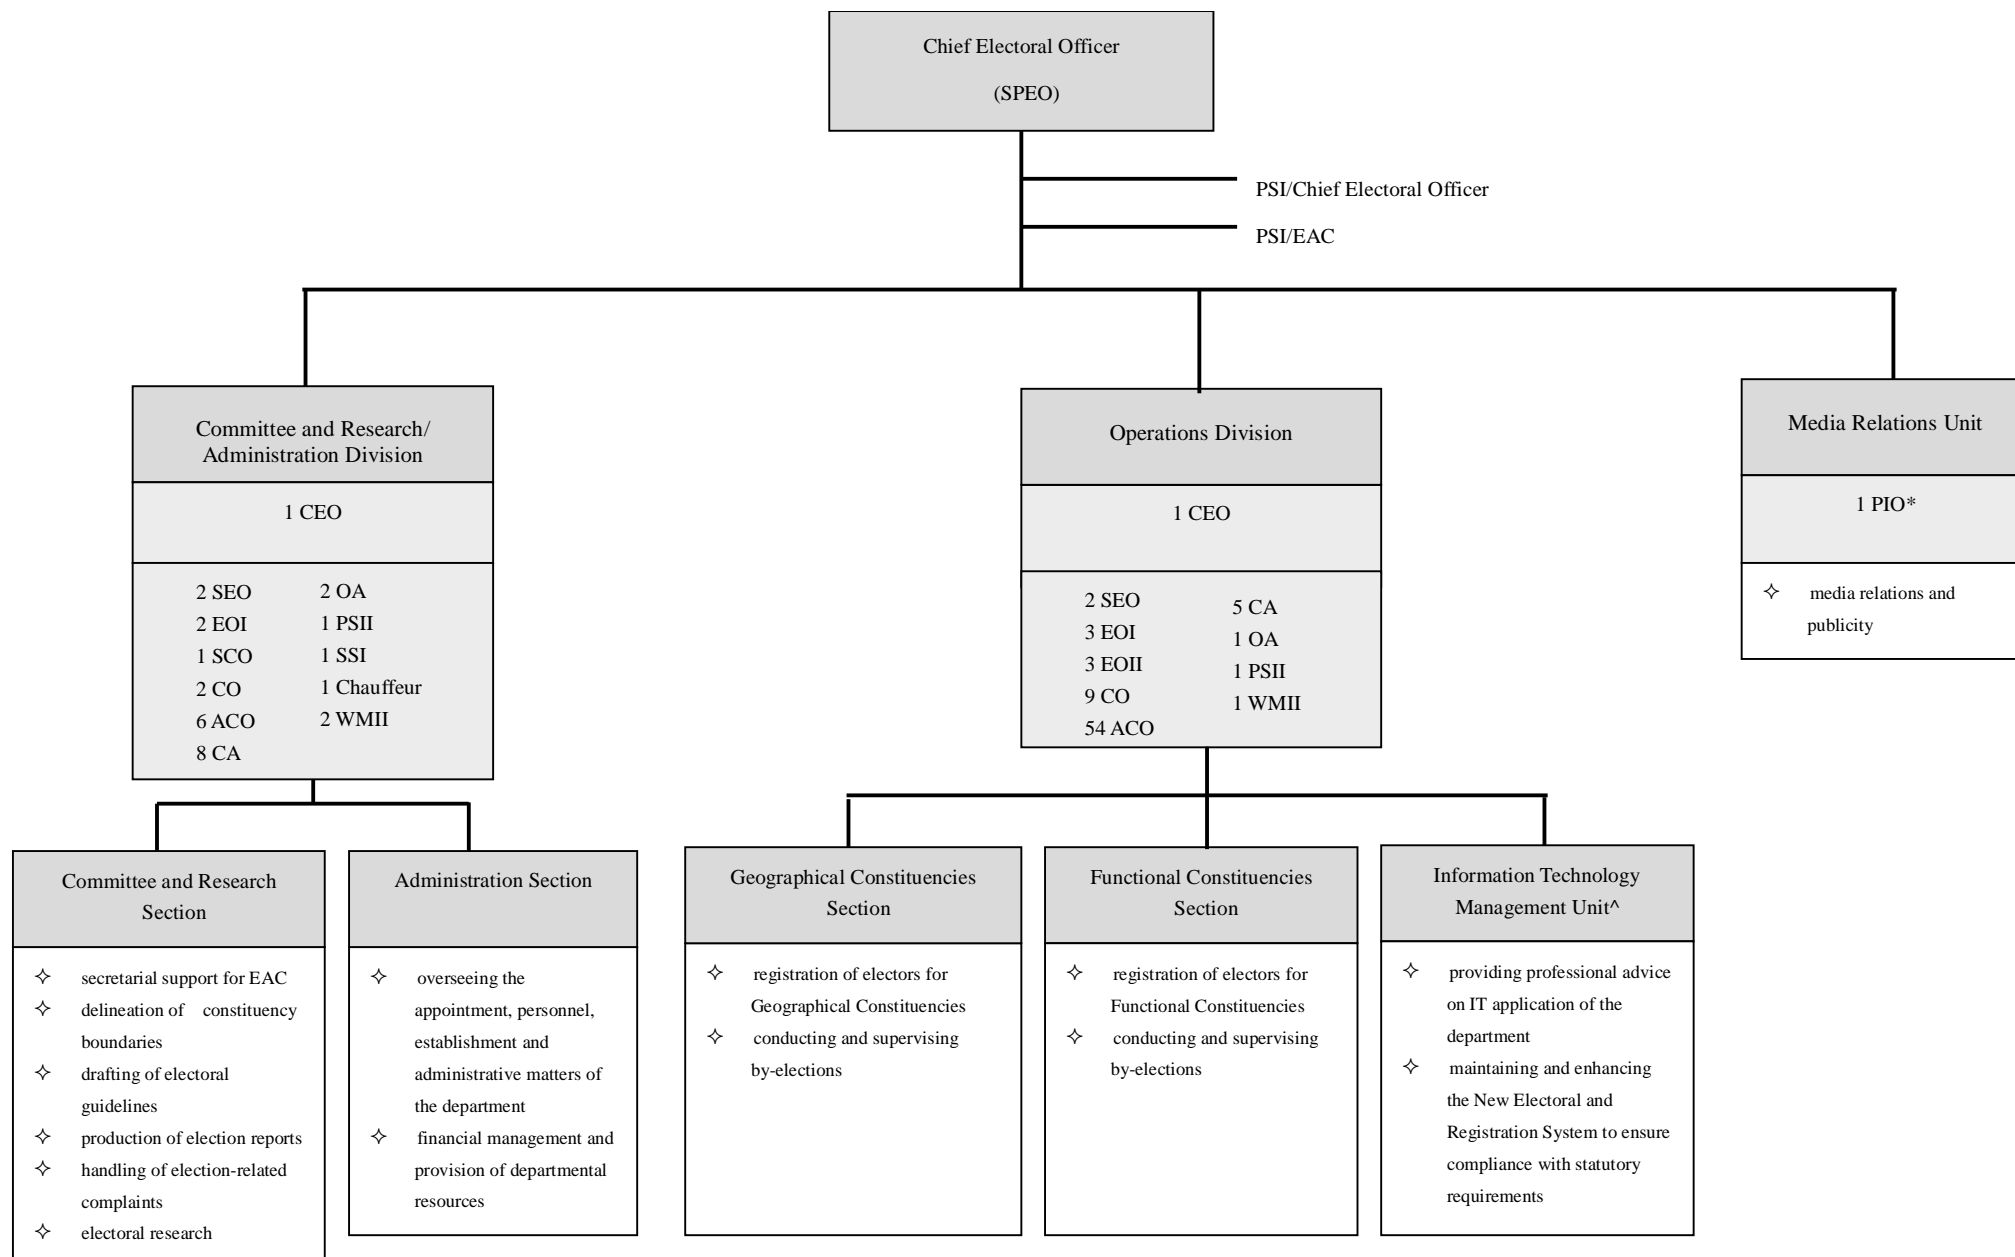 Chief Electoral Officer
(SPEO)
PSI/Chief Electoral Officer
PSI/EAC
Committee and Research/
Administration Division
1 CEO
2 SEO
2 EOI
1 SCO
2 CO
6 ACO
8 CA
2 OA
1 PSII
1 SSI
1 Chauffeur
2 WMII
Operations Division
1 CEO
2 SEO
3 EOI
3 EOII
9 CO
54 ACO
5 CA
1 OA
1 PSII
1 WMII
Media Relations Unit
1 PIO*
✧ media relations and
publicity
Committee and Research
Section
✧ secretarial support for EAC
✧ delineation of constituency
boundaries
✧ drafting of electoral
guidelines
✧ production of election reports
✧ handling of election-related
complaints
✧ electoral research
Administration Section
✧ overseeing the
appointment, personnel,
establishment and
administrative matters of
the department
✧ financial management and
provision of departmental
resources
Geographical Constituencies
Section
✧ registration of electors for
Geographical Constituencies
✧ conducting and supervising
by-elections
Functional Constituencies
Section
✧ registration of electors for
Functional Constituencies
✧ conducting and supervising
by-elections
Information Technology
Management Unit^
✧ providing professional advice
on IT application of the
department
✧ maintaining and enhancing
the New Electoral and
Registration System to ensure
compliance with statutory
requirements